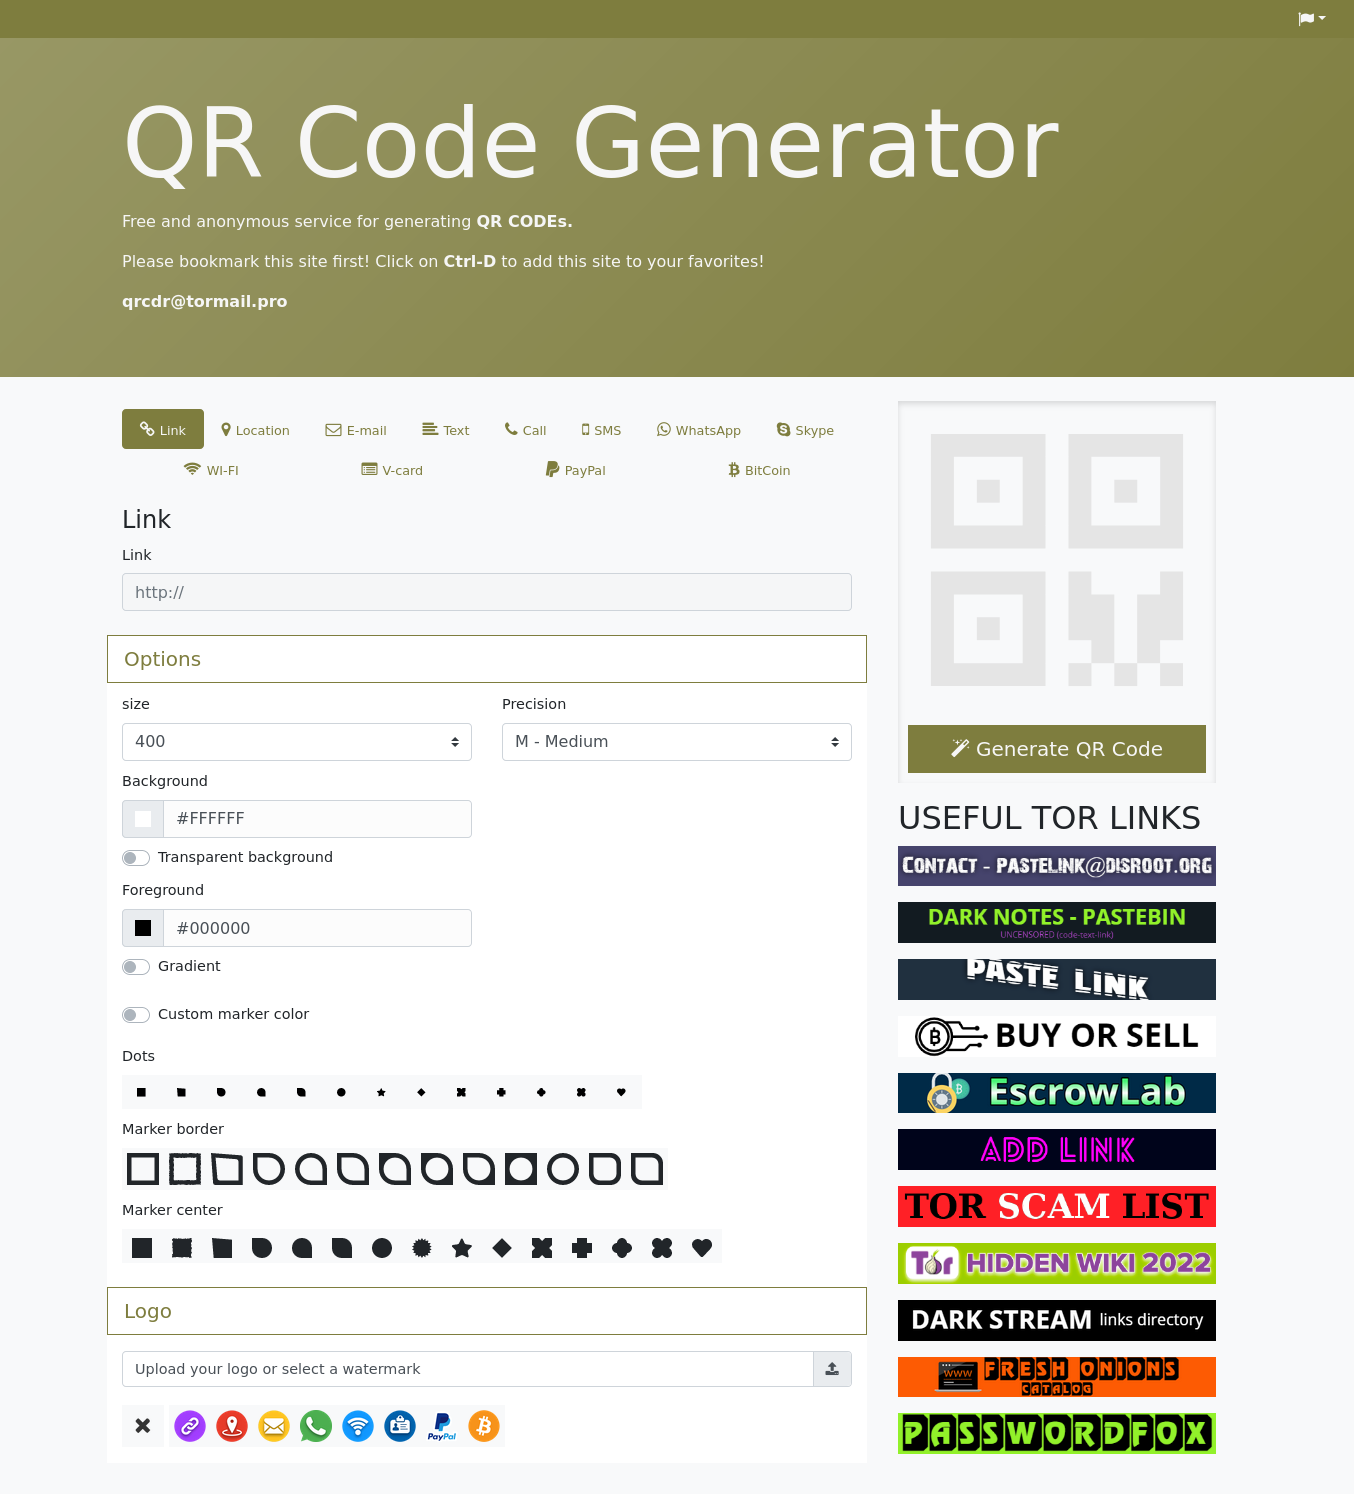 QR Code Generator
Free and anonymous service for generating QR CODEs.
Please bookmark this site first! Click on Ctrl-D to add this site to your favorites!
qrcdr@tormail.pro
Link Location E-mail Text Call SMS WhatsApp Skype
WI-FI V-card PayPal BitCoin
Link
Link
http://
Options
size Precision
400 M - Medium
Background
#FFFFFF
Transparent background
Foreground
#000000
Gradient
Custom marker color
Dots
Marker border
Marker center
Logo
Upload your logo or select a watermark
PayPal
Generate QR Code
USEFUL TOR LINKS
CONTACT - PASTELINK@DISROOT.ORG
DARK NOTES - PASTEBIN
UNCENSORED (code-text-link)
PASTE LINK
BUY OR SELL
EscrowLab
ADD LINK
TOR SCAM LIST
Tor HIDDEN WIKI 2022
DARK STREAM links directory
WWW FRESH ONIONS
CATALOG
PASSWORDFOX